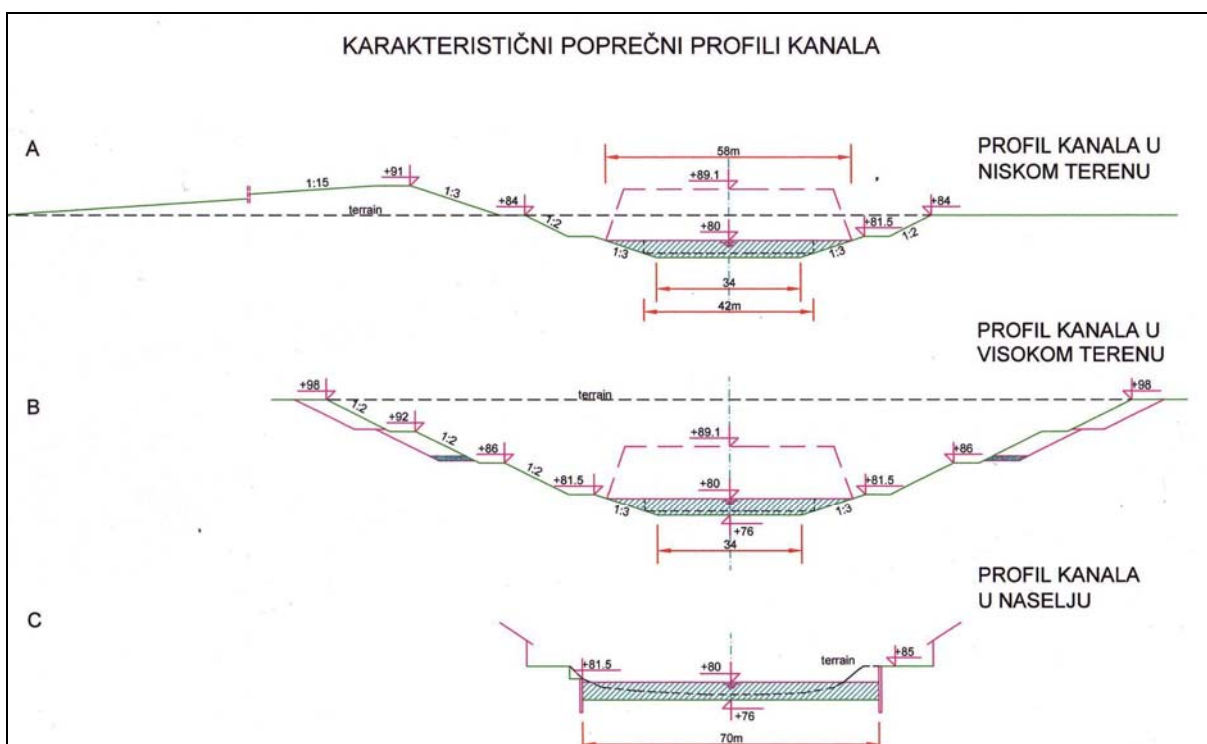 KARAKTERISTIČNI POPREČNI PROFILI KANALA
A
PROFIL KANALA U
NISKOM TERENU
58m
+91
+89.1
1:15
1:3
+84
+84
terrain
1:2
+80
+81.5
1:2
1:3
1:3
34
42m
PROFIL KANALA U
VISOKOM TERENU
B
+98
terrain
+98
1:2
+92
+89.1
1:2
+86
+86
1:2
+81.5
+80
+81.5
1:3
1:3
+76
34
PROFIL KANALA
U NASELJU
C
+81.5
+80
terrain
+85
+76
70m